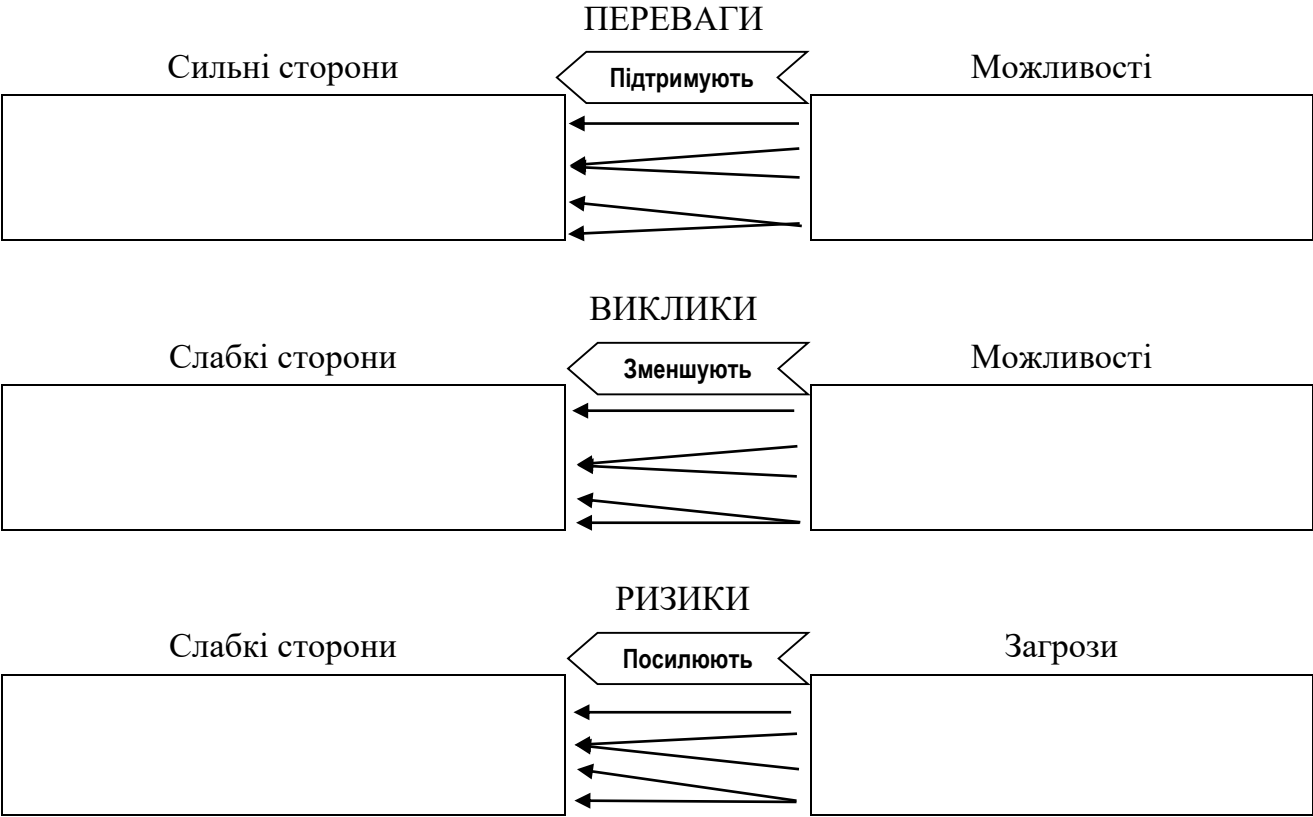 ПЕРЕВАГИ
Сильні сторони
Підтримують
Можливості
ВИКЛИКИ
Слабкі сторони
Зменшують
Можливості
РИЗИКИ
Слабкі сторони
Посилюють
Загрози